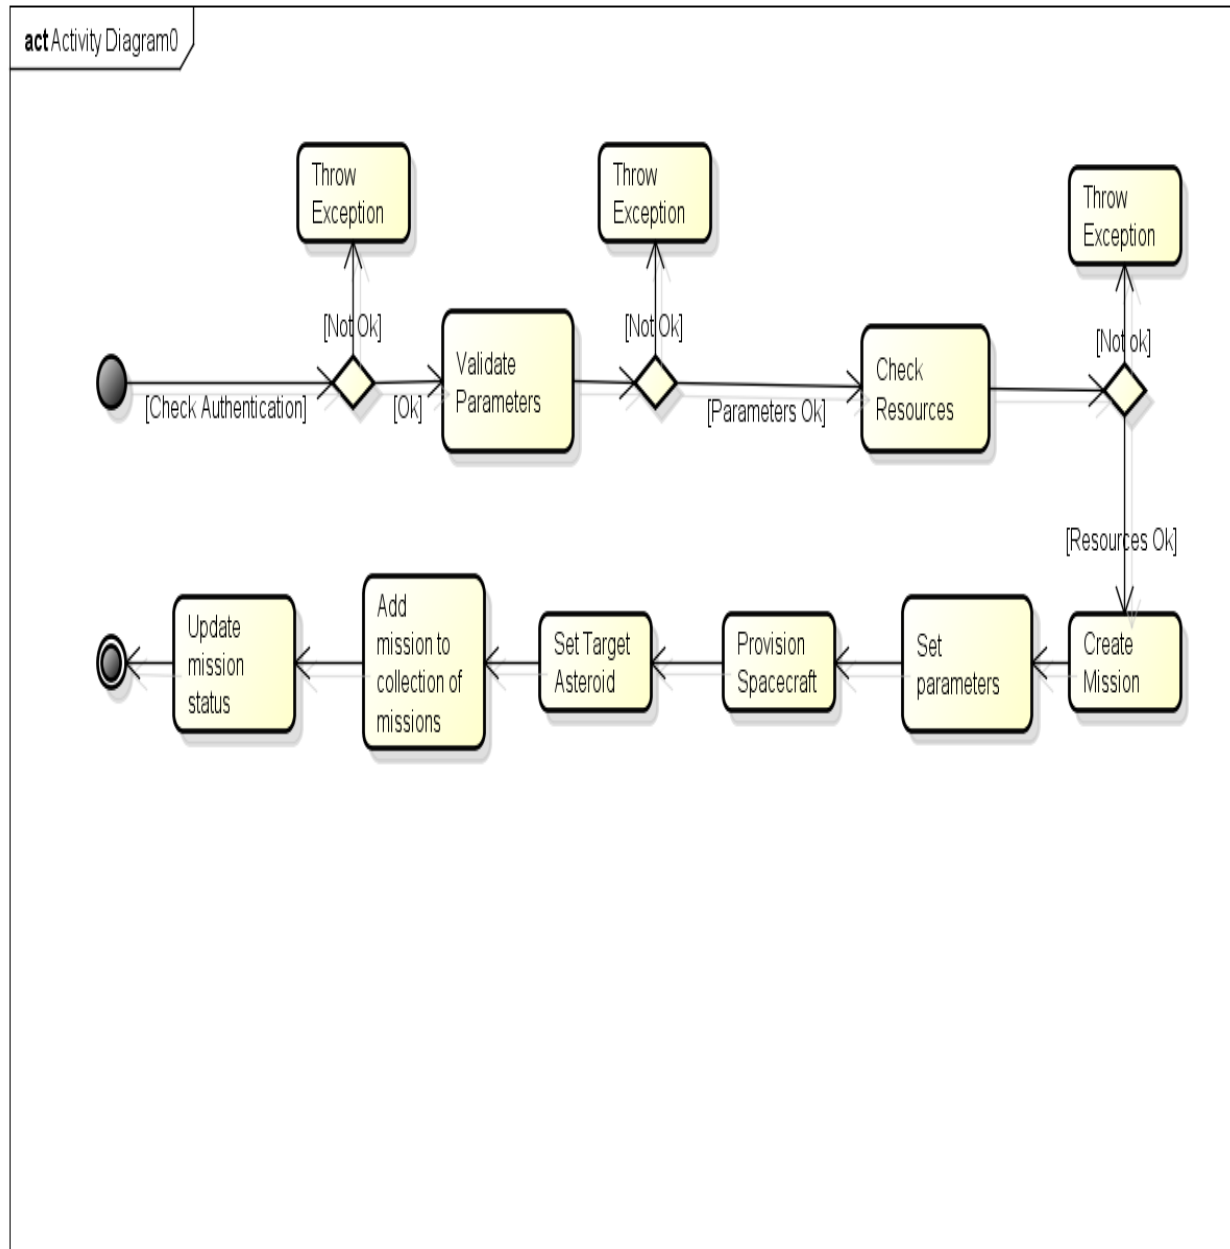 act Activity Diagram0
Throw
Exception
Throw
Exception
Throw
Exception
[Not Ok]
[Not Ok]
[Not ok]
Validate
Parameters
Check
Resources
[Check Authentication]
[Ok]
[Parameters Ok]
[Resources Ok]
Update
mission
status
Add
mission to
collection of
missions
Set Target
Asteroid
Provision
Spacecraft
Set
parameters
Create
Mission